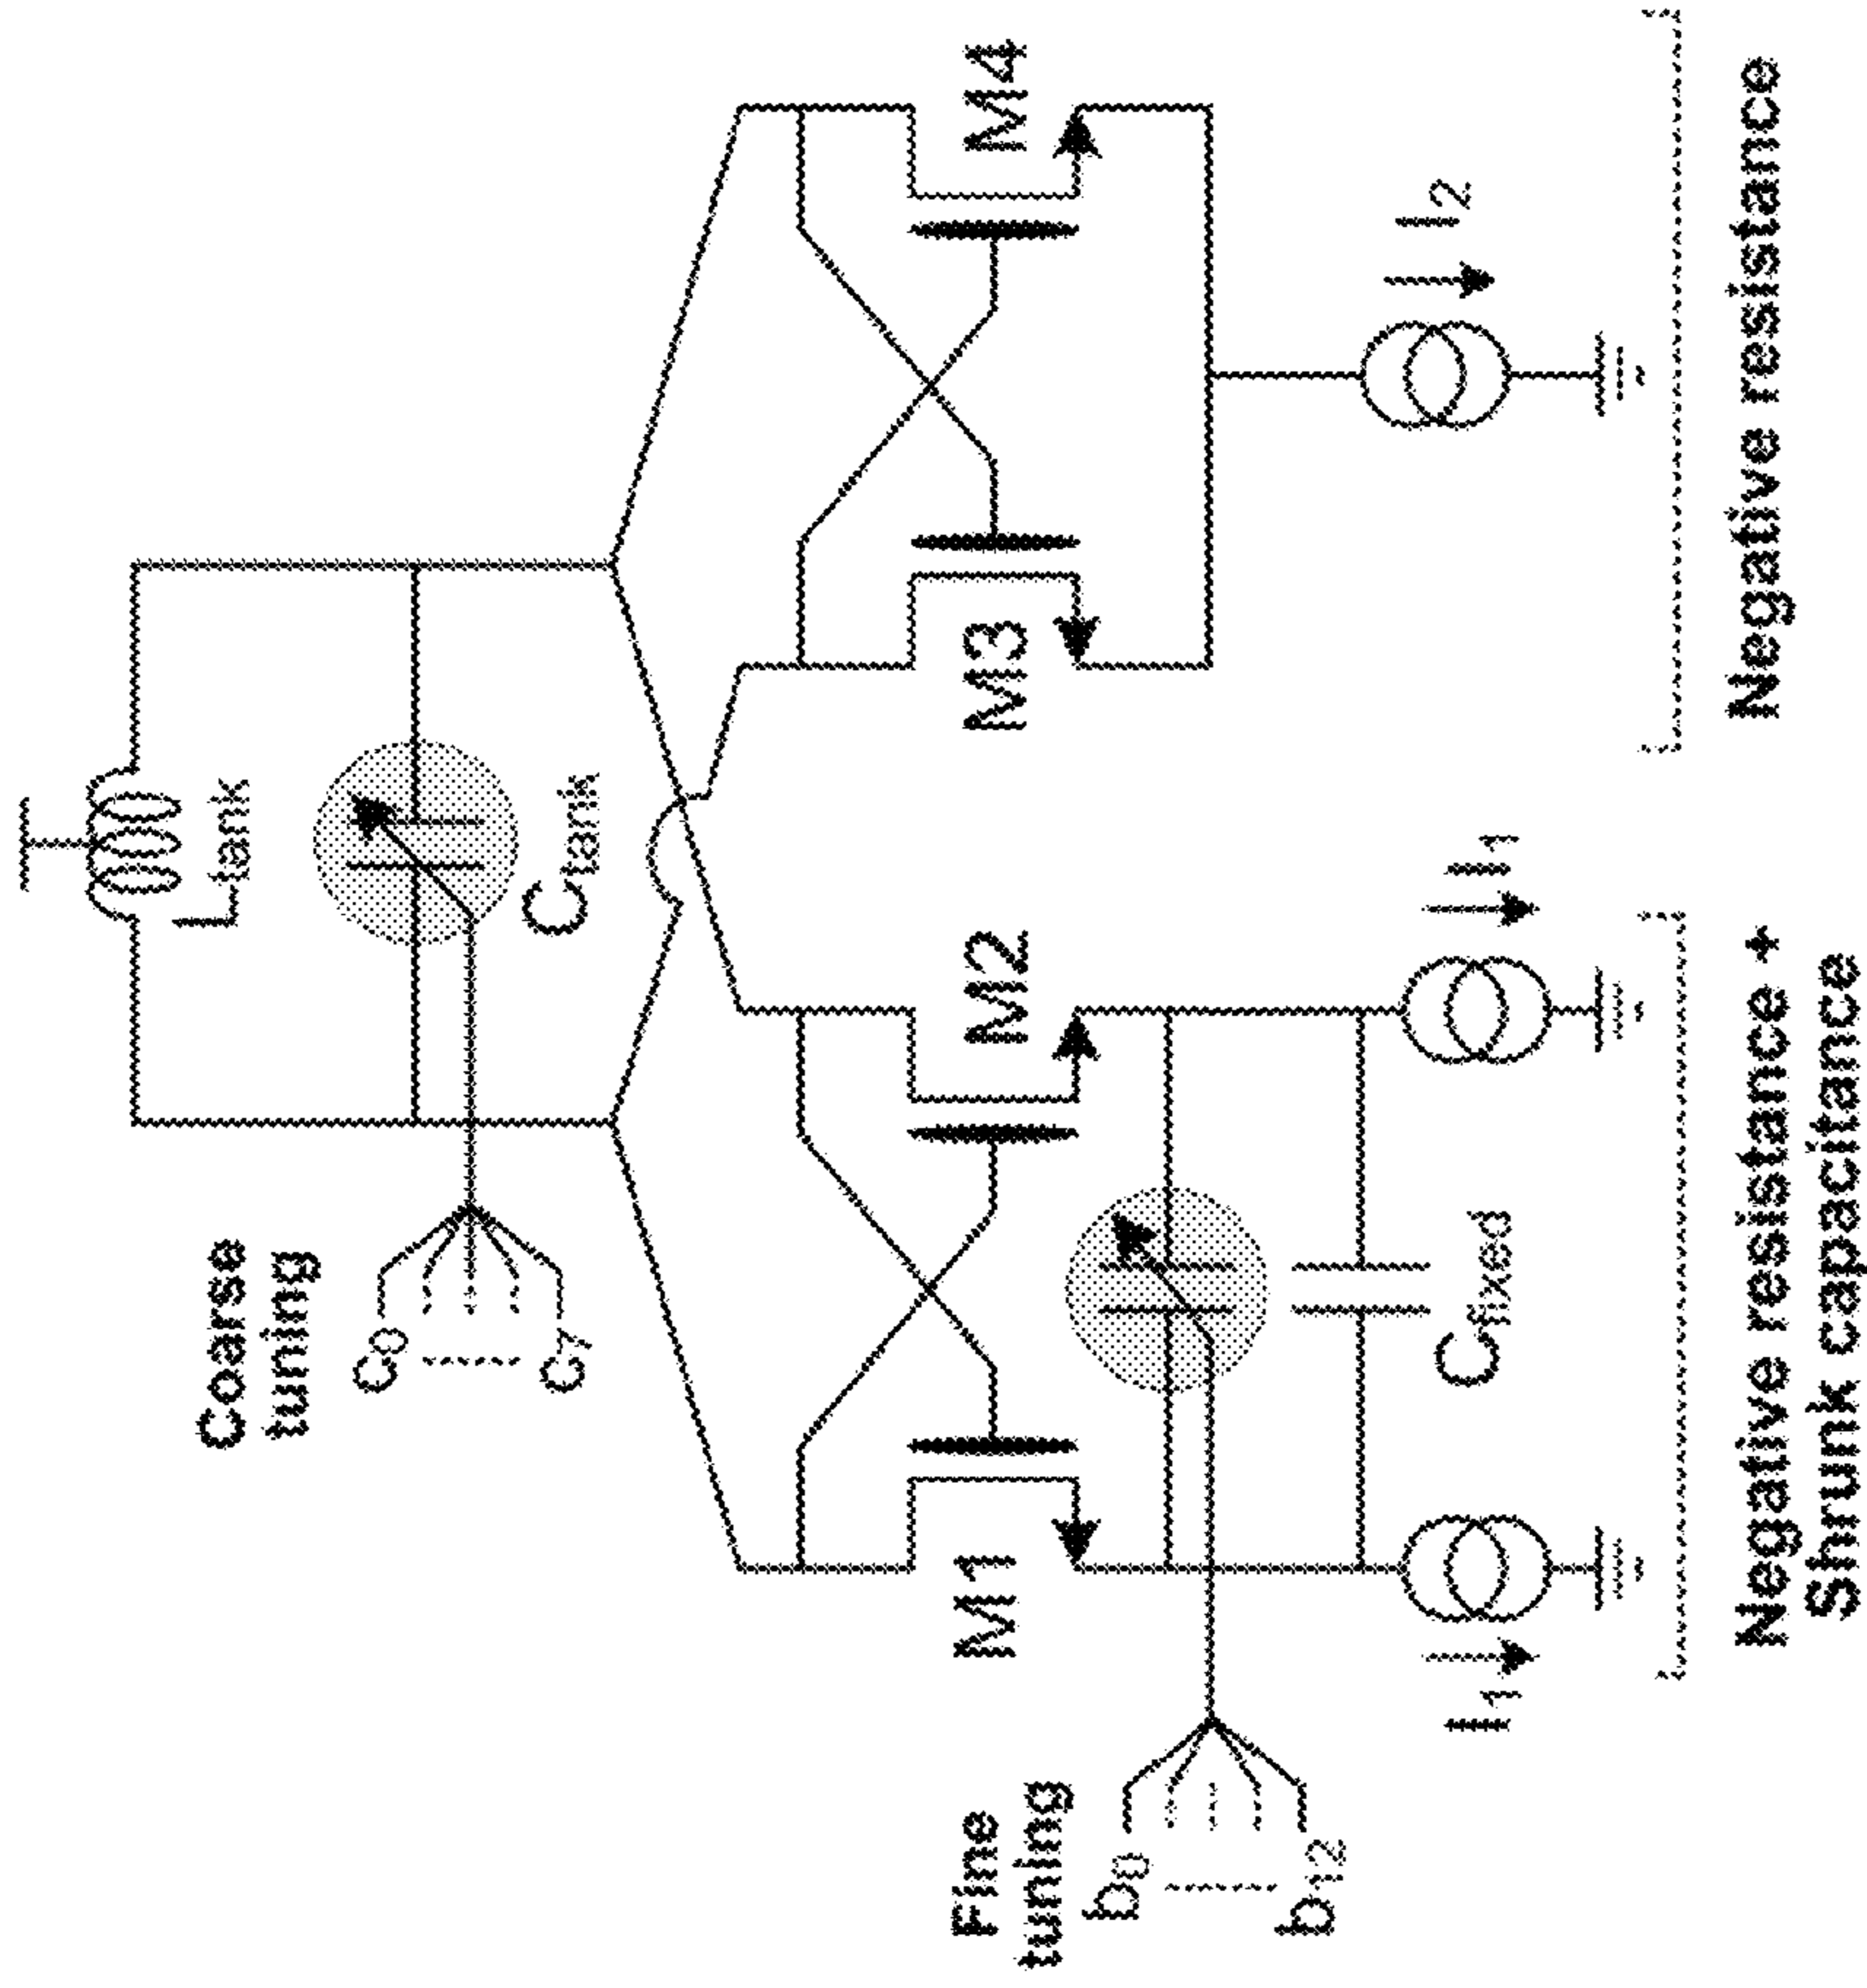 Ltank
Coarse
tuning
C0
C7
Ctank
M1
M2
M3
M4
Fine
tuning
b0
b12
Cfixed
I1
I1
I2
Negative resistance +
Shrunk capacitance
Negative resistance